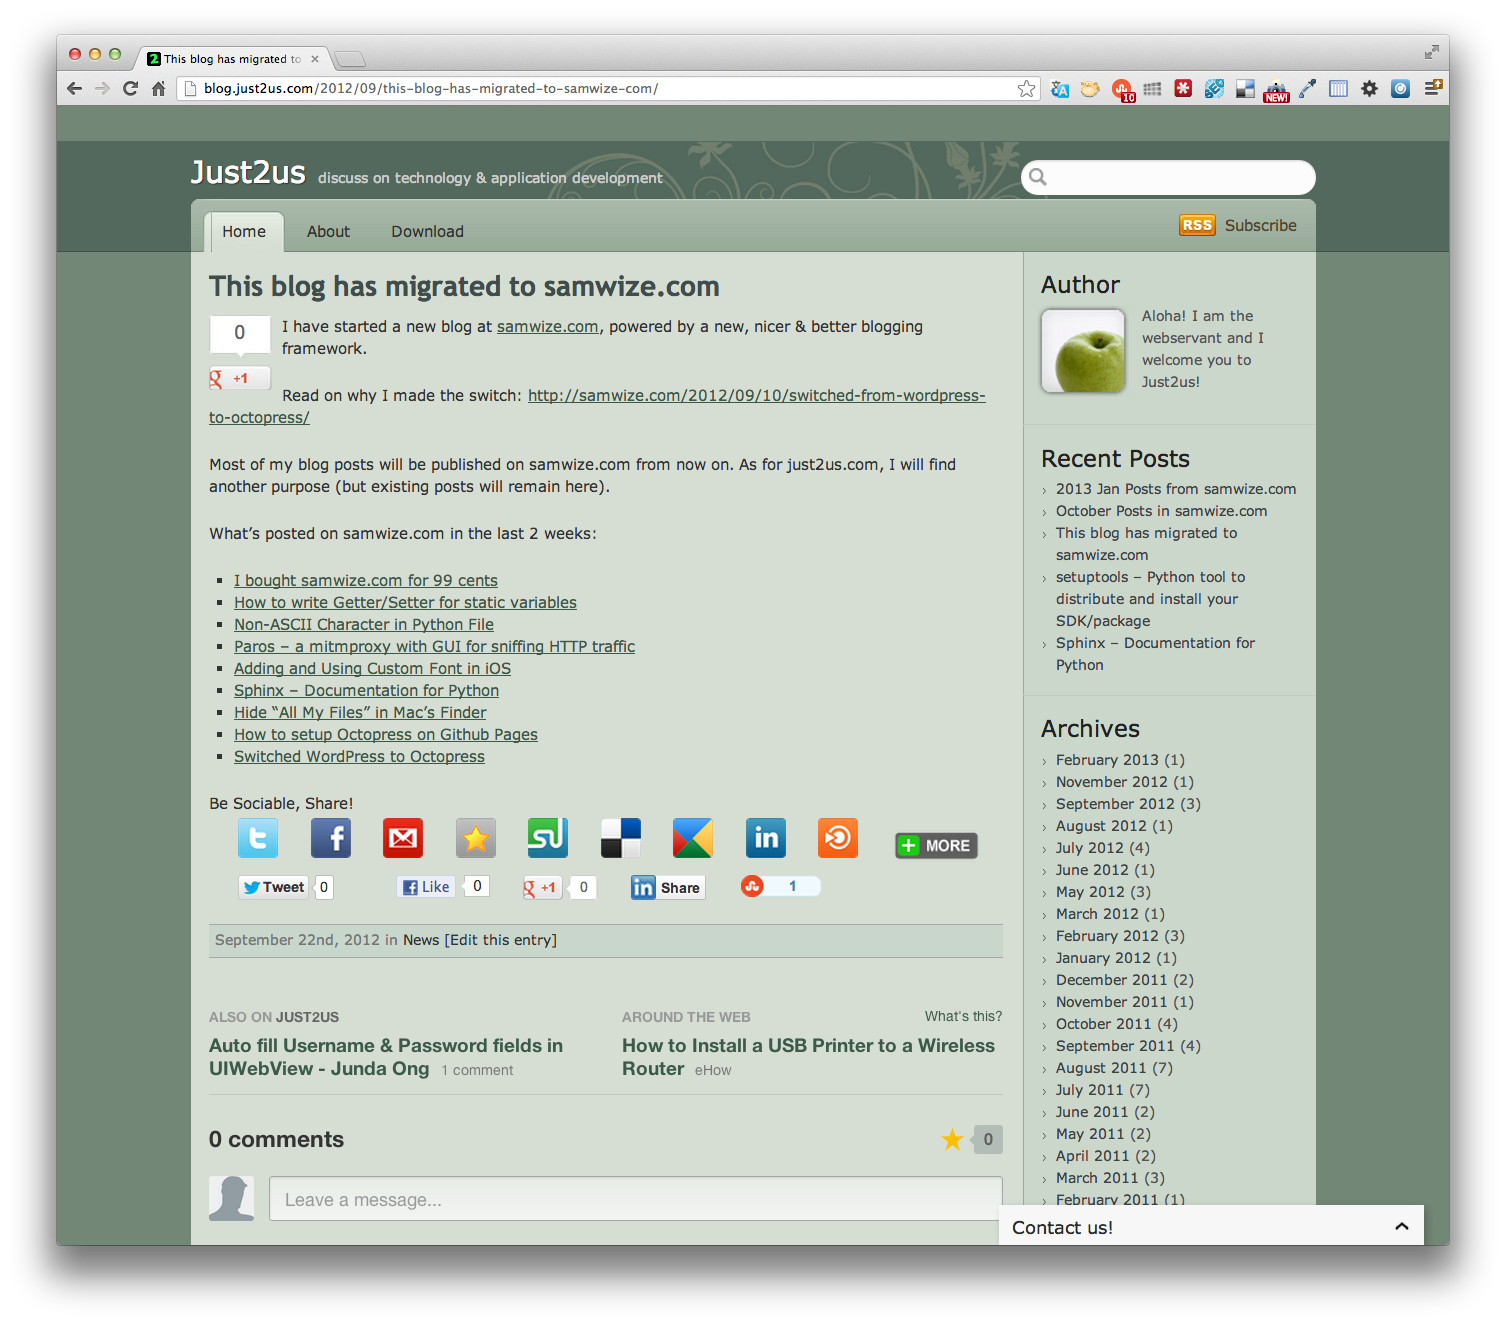 This blog has migrated to
blog.just2us.com/2012/09/this-blog-has-migrated-to-samwize-com/
10
NEW!
Just2us discuss on technology & application development
Home About Download
RSS Subscribe
This blog has migrated to samwize.com
0
+1
I have started a new blog at samwize.com, powered by a new, nicer & better blogging
framework.
Read on why I made the switch: http://samwize.com/2012/09/10/switched-from-wordpress-
to-octopress/
Most of my blog posts will be published on samwize.com from now on. As for just2us.com, I will find
another purpose (but existing posts will remain here).
What's posted on samwize.com in the last 2 weeks:
I bought samwize.com for 99 cents
How to write Getter/Setter for static variables
Non-ASCII Character in Python File
Paros – a mitmproxy with GUI for sniffing HTTP traffic
Adding and Using Custom Font in iOS
Sphinx – Documentation for Python
Hide “All My Files” in Mac’s Finder
How to setup Octopress on Github Pages
Switched WordPress to Octopress
Be Sociable, Share!
MORE
Tweet 0 Like 0 +1 0 Share 1
September 22nd, 2012 in News [Edit this entry]
ALSO ON JUST2US
Auto fill Username & Password fields in
UIWebView - Junda Ong 1 comment
AROUND THE WEB What's this?
How to Install a USB Printer to a Wireless
Router eHow
0 comments
0
Leave a message...
Author
Aloha! I am the
webservant and I
welcome you to
Just2us!
Recent Posts
2013 Jan Posts from samwize.com
October Posts in samwize.com
This blog has migrated to
samwize.com
setuptools – Python tool to
distribute and install your
SDK/package
Sphinx – Documentation for
Python
Archives
February 2013 (1)
November 2012 (1)
September 2012 (3)
August 2012 (1)
July 2012 (4)
June 2012 (1)
May 2012 (3)
March 2012 (1)
February 2012 (3)
January 2012 (1)
December 2011 (2)
November 2011 (1)
October 2011 (4)
September 2011 (4)
August 2011 (7)
July 2011 (7)
June 2011 (2)
May 2011 (2)
April 2011 (2)
March 2011 (3)
February 2011 (1)
Contact us!